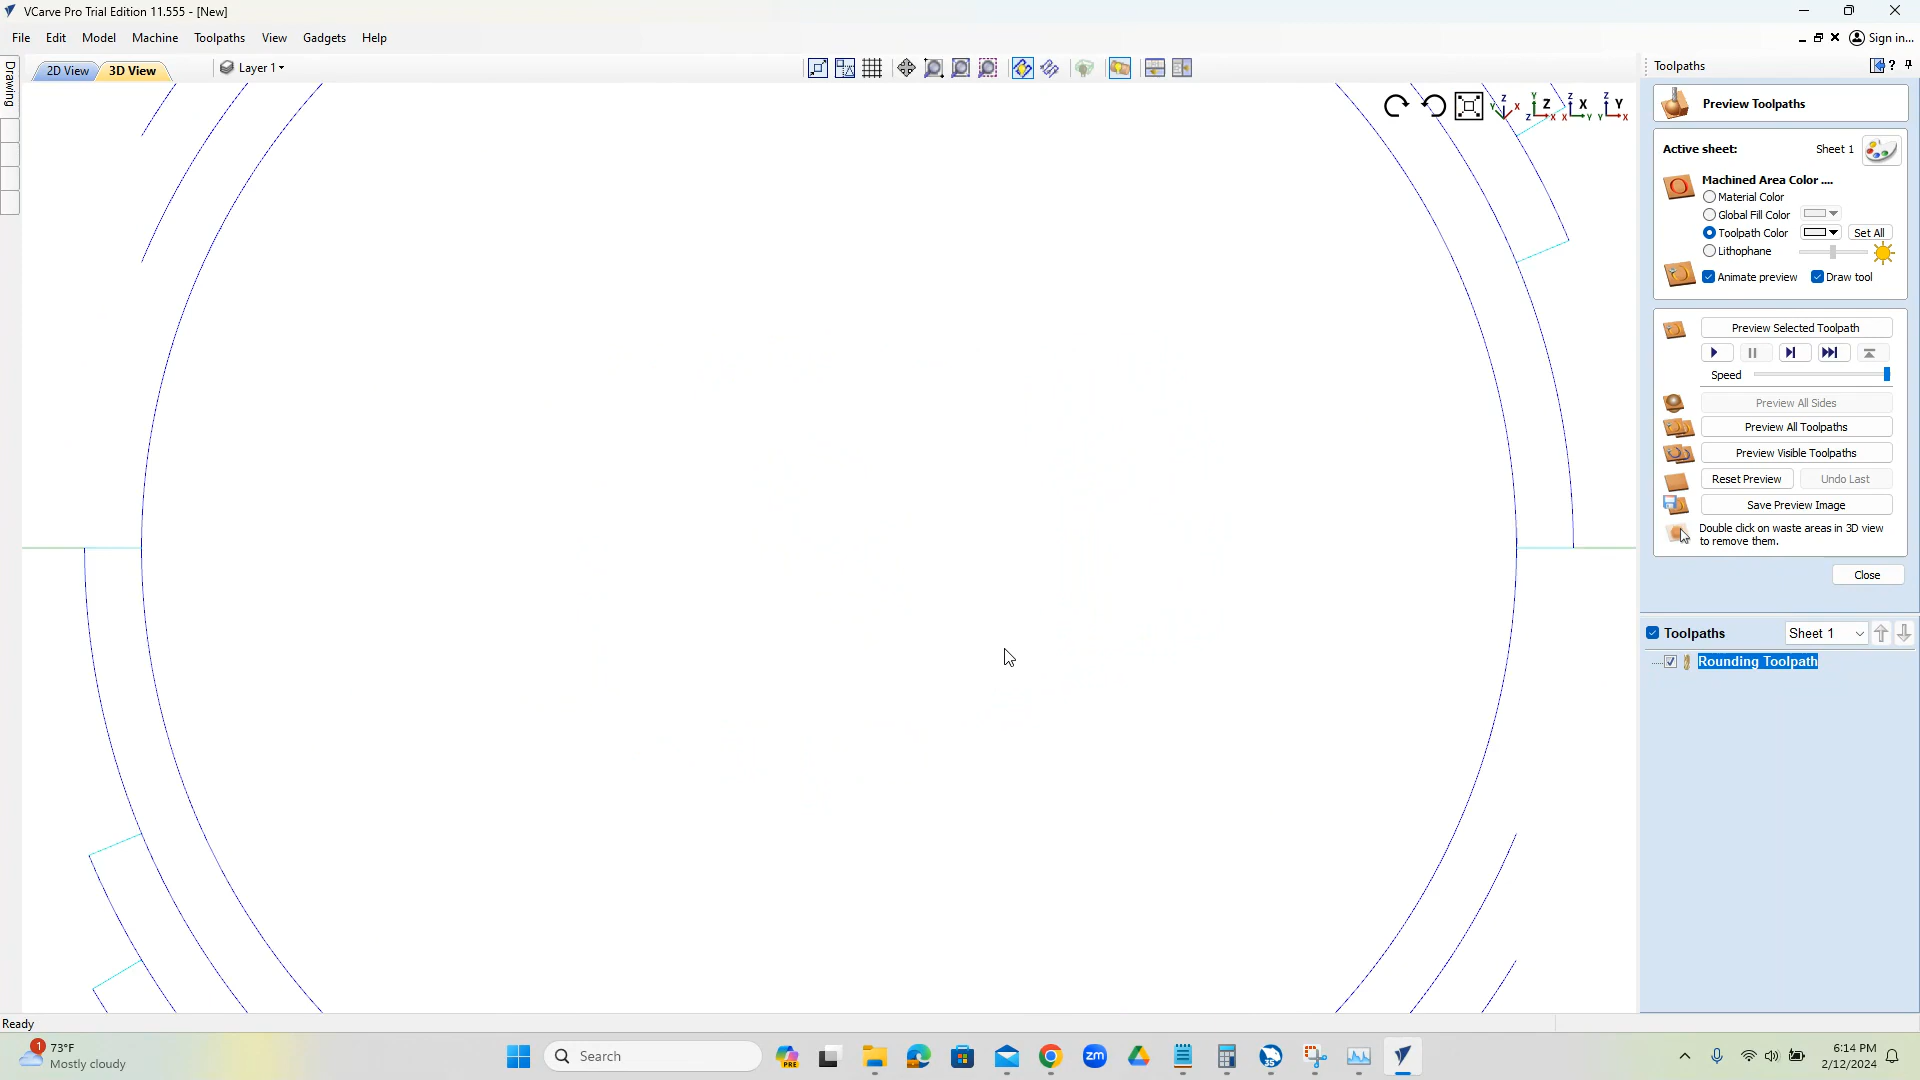 VCarve Pro Trial Edition 11.555 - [New]
File Edit Model Machine Toolpaths View Gadgets Help
Sign in...
Drawing
2D View 3D View Layer 1
Toolpaths
Preview Toolpaths
Active sheet: Sheet 1
Machined Area Color ....
Material Color
Global Fill Color
Toolpath Color Set All
Lithophane
Animate preview Draw tool
Preview Selected Toolpath
Speed
Preview All Sides
Preview All Toolpaths
Preview Visible Toolpaths
Reset Preview Undo Last
Save Preview Image
Double click on waste areas in 3D view
to remove them.
Close
Toolpaths Sheet 1
Rounding Toolpath
Ready
1 73°F
Mostly cloudy
Search
PRE
zm
6:14 PM
2/12/2024